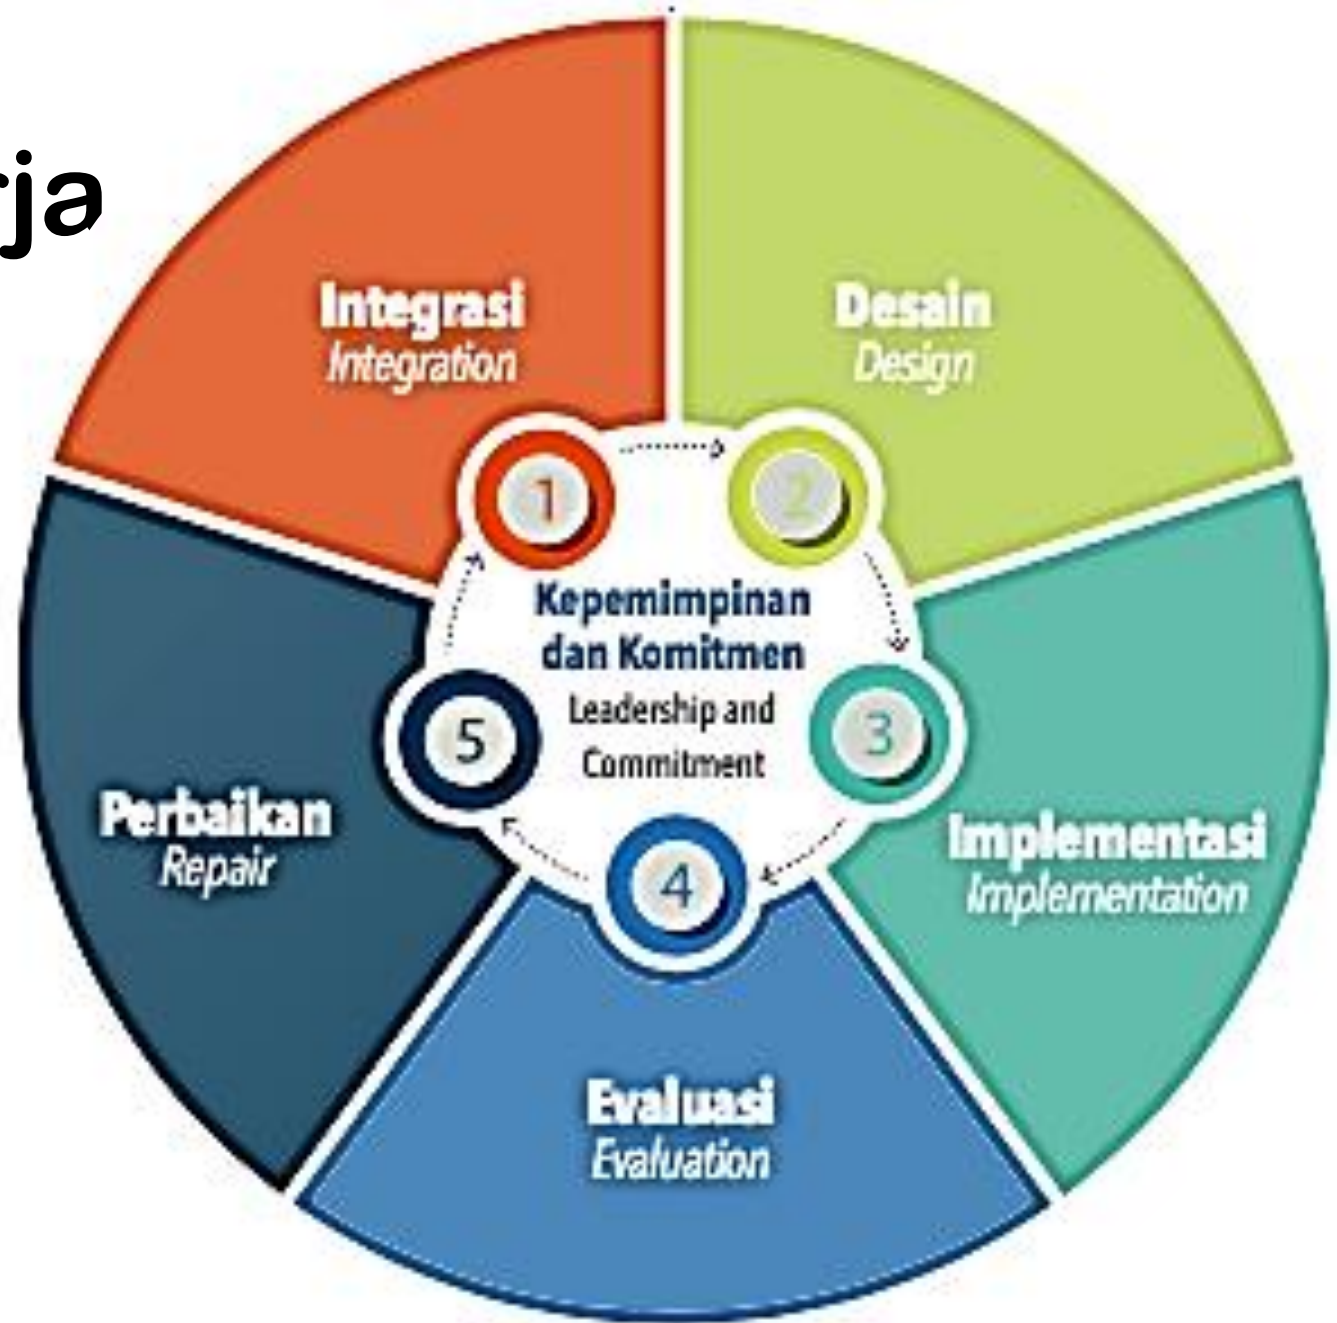 rja
Integrasi
Integration
Desain
Design
1
2
Kepemimpinan
dan Komitmen
Leadership and
Commitment
5
3
Perbaikan
Repair
Implementasi
Implementation
4
Evaluasi
Evaluation